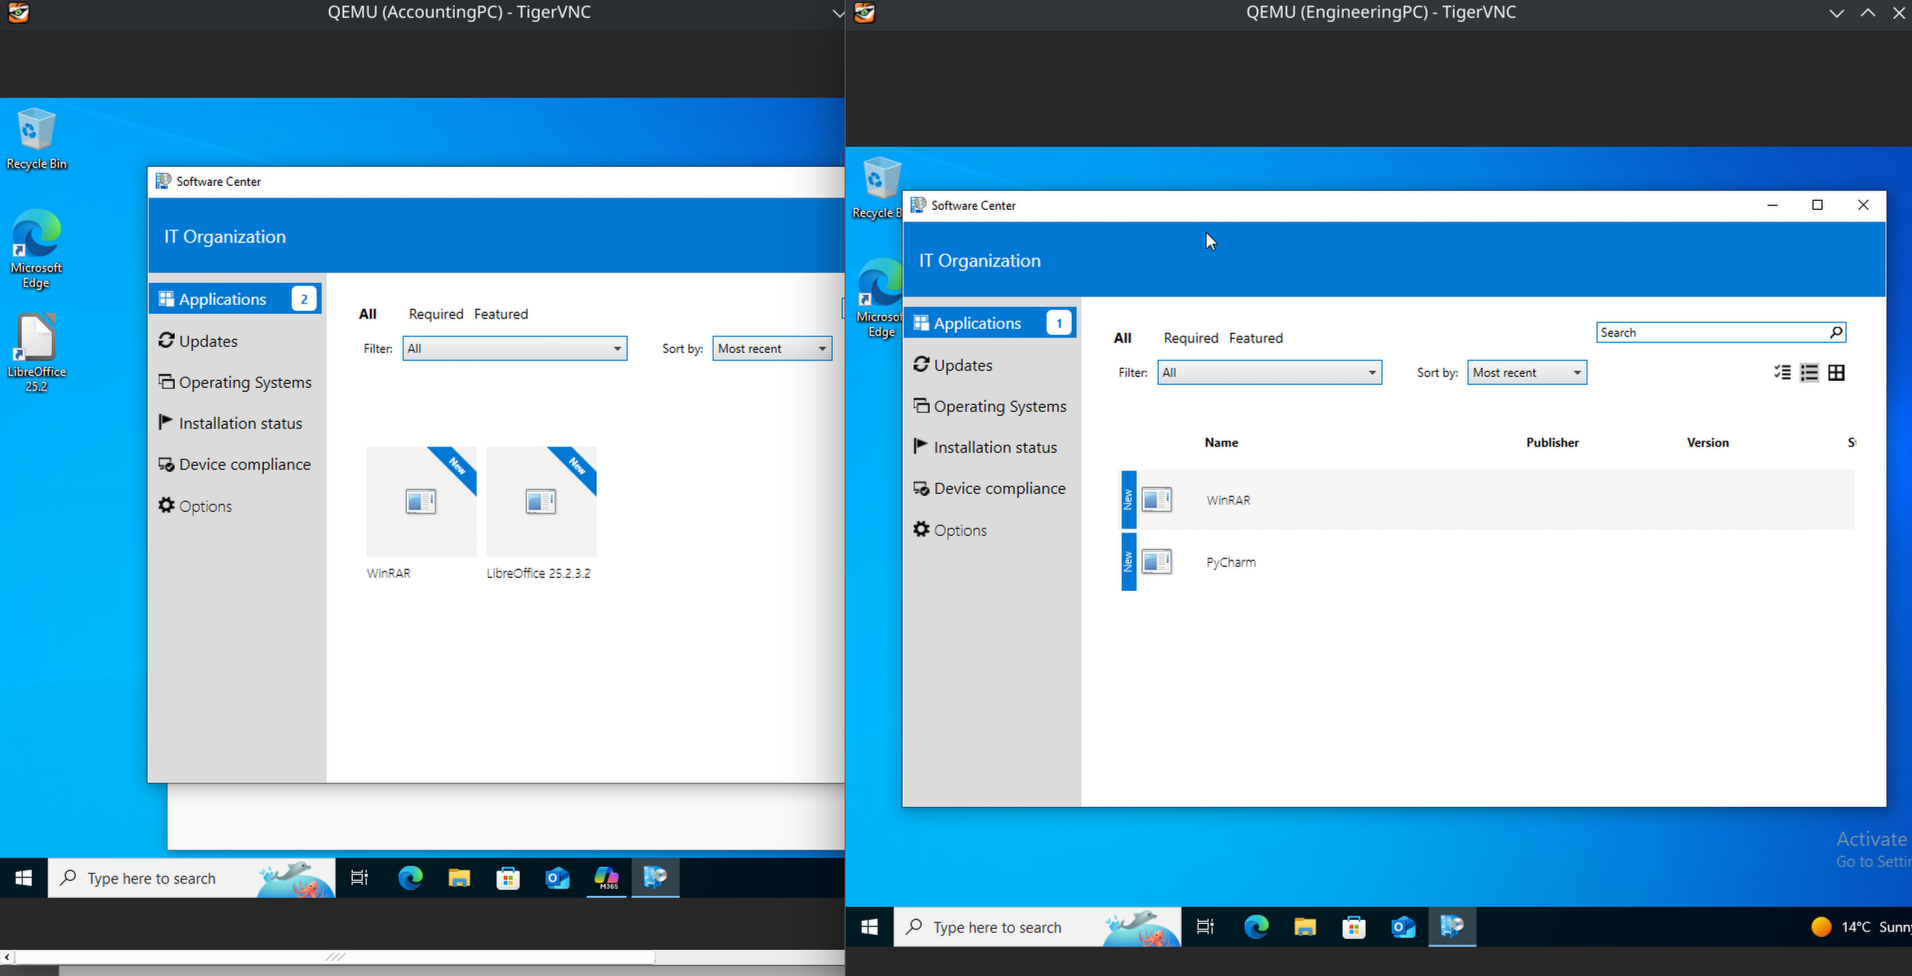 QEMU (AccountingPC) - TigerVNC
Recycle Bin
Microsoft
Edge
LibreOffice
25.2
Software Center
IT Organization
Applications 2
Updates
Operating Systems
Installation status
Device compliance
Options
All Required Featured
Filter: All Sort by: Most recent
New New
WinRAR LibreOffice 25.2.3.2
Type here to search
M365
QEMU (EngineeringPC) - TigerVNC
Recycle B
Microsof
Edge
Software Center
IT Organization
Applications 1
Updates
Operating Systems
Installation status
Device compliance
Options
All Required Featured
Search
Filter: All Sort by: Most recent
Name Publisher Version
New WinRAR
New PyCharm
Activate
Go to Settin
Type here to search
14°C Sunny